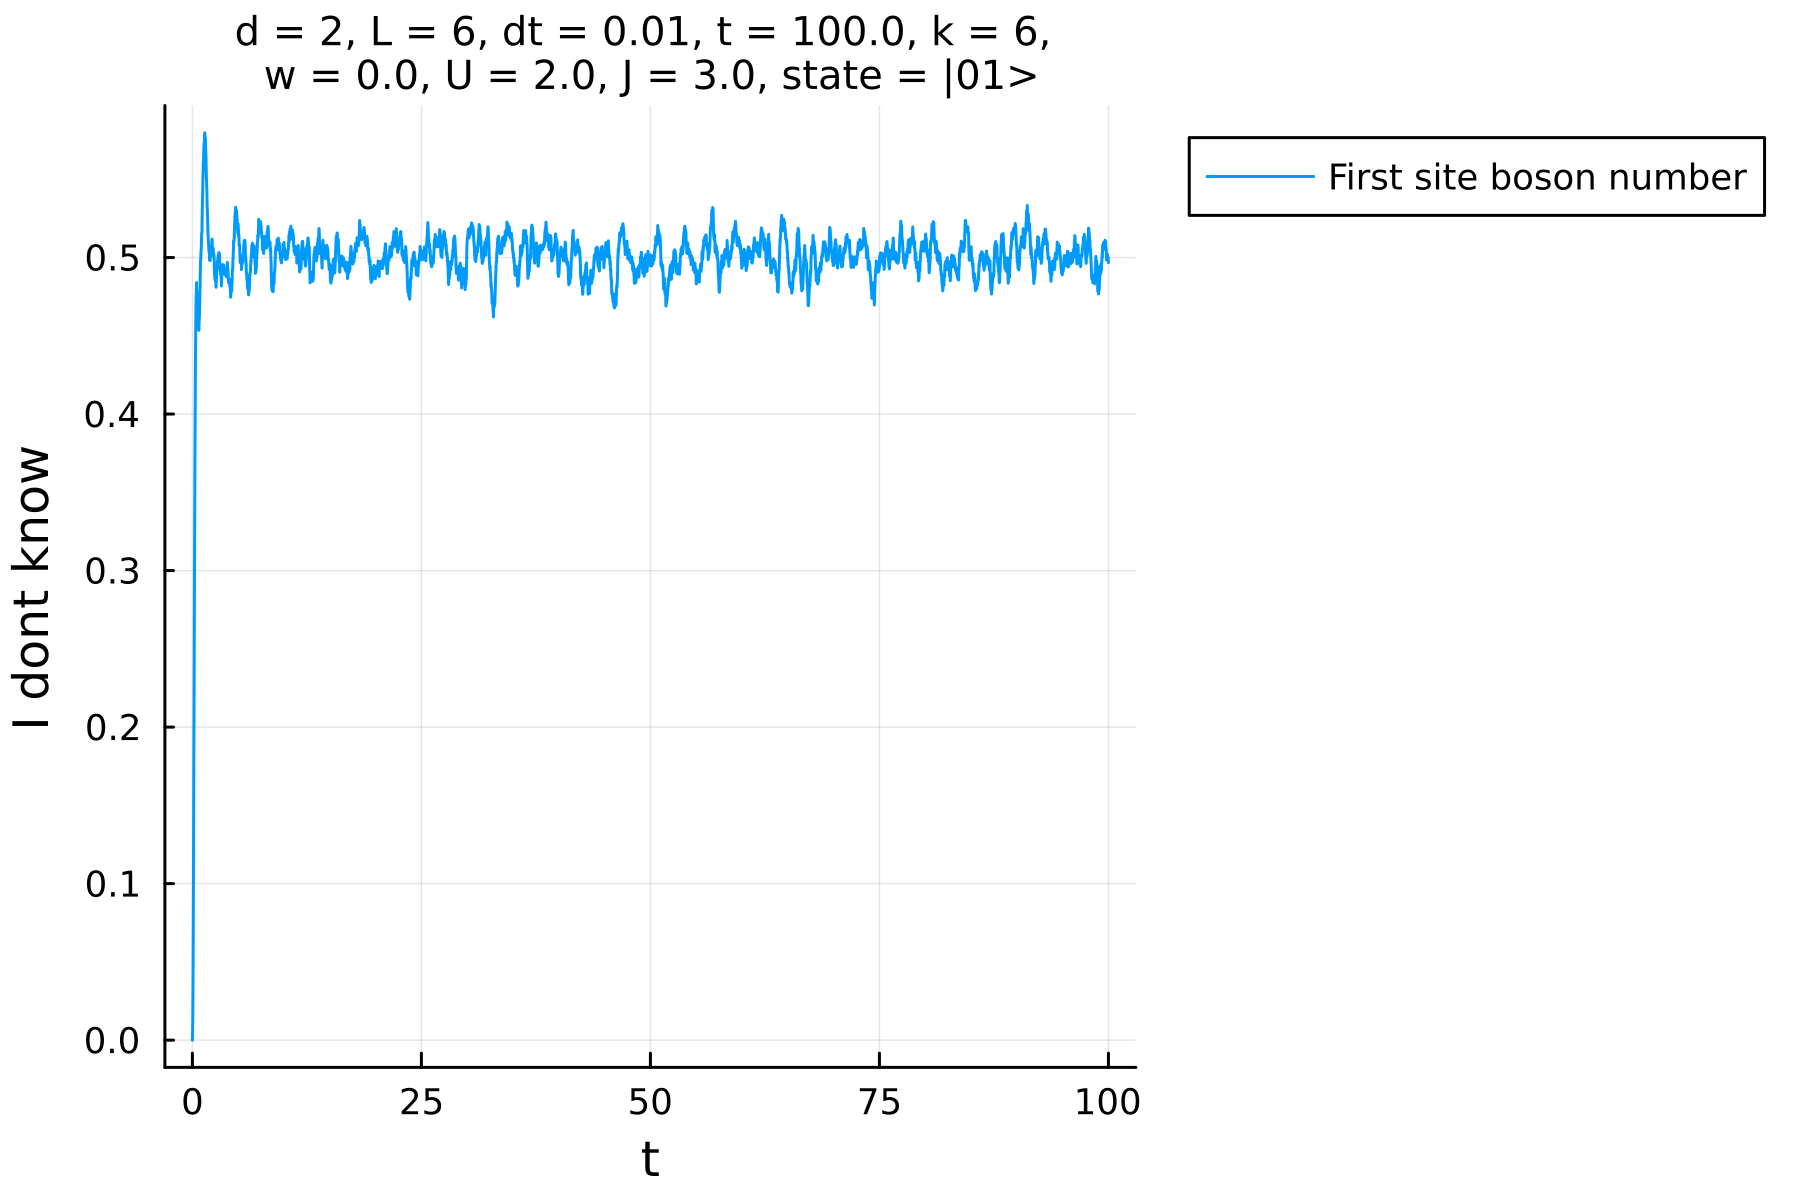 d = 2, L = 6, dt = 0.01, t = 100.0, k = 6,
w = 0.0, U = 2.0, J = 3.0, state = |01>
First site boson number
0.5
0.4
0.3
0.2
0.1
0.0
I dont know
0 25 50 75 100
t